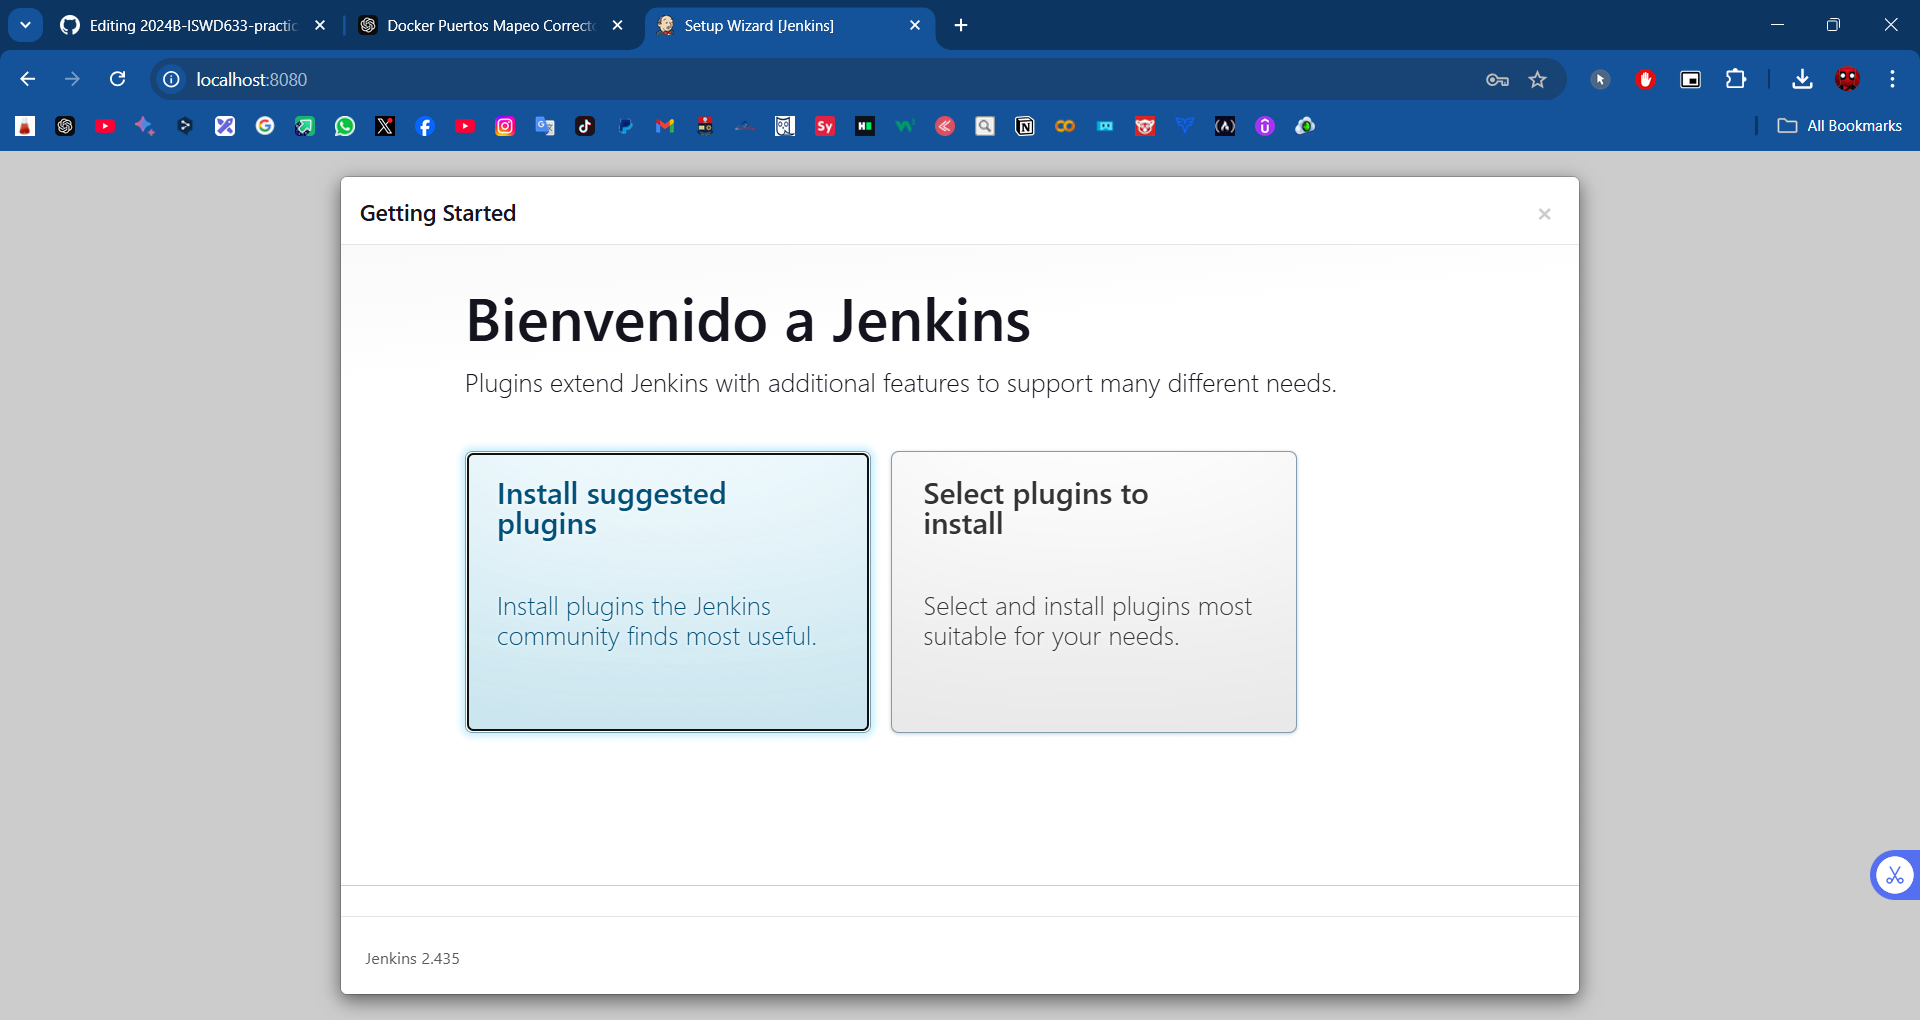 Editing 2024B-ISWD633-practic
Docker Puertos Mapeo Correct
Setup Wizard [Jenkins]
localhost:8080
Sy
All Bookmarks
Getting Started
Bienvenido a Jenkins
Plugins extend Jenkins with additional features to support many different needs.
Install suggested
plugins
Install plugins the Jenkins
community finds most useful.
Select plugins to
install
Select and install plugins most
suitable for your needs.
Jenkins 2.435